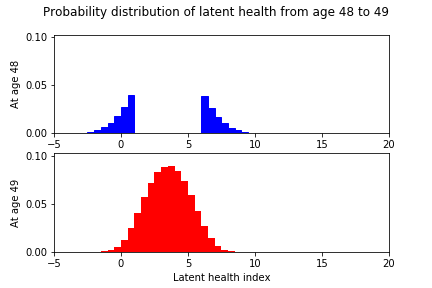 Probability distribution of latent health from age 48 to 49
At age 48
0.10
0.05
0.00
−5 0 5 10 15 20
At age 49
0.10
0.05
0.00
−5 0 5 10 15 20
Latent health index